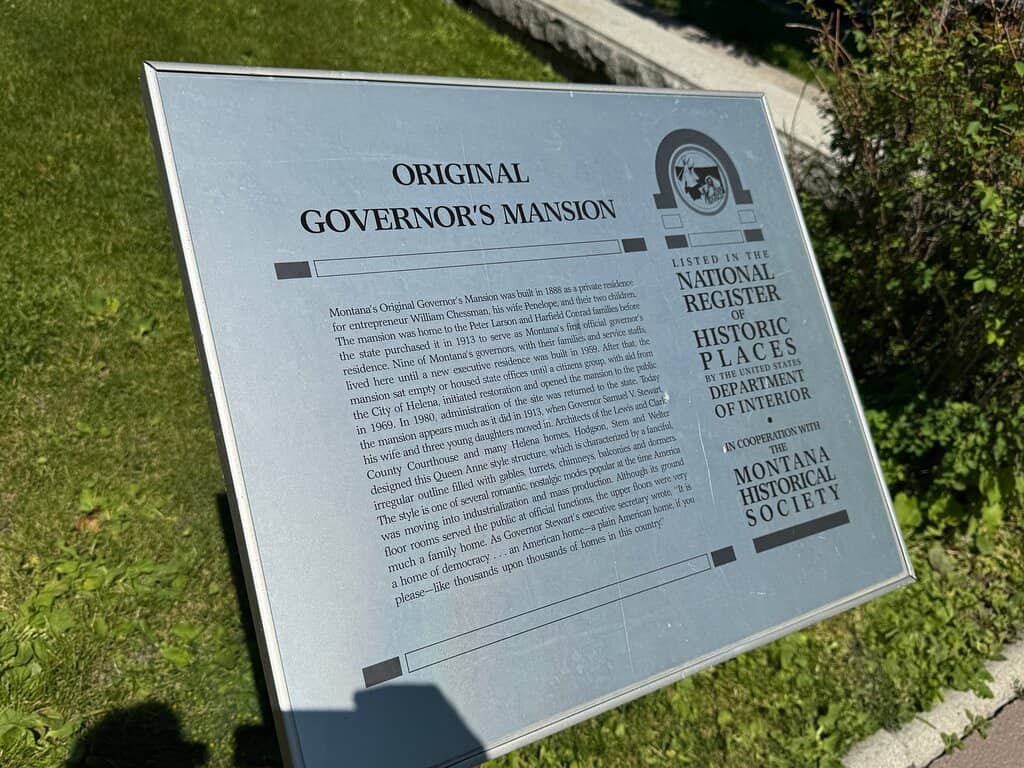 ORIGINAL
GOVERNOR'S MANSION
Montana's Original Governor's Mansion was built in 1888 as a private residence
for entrepreneur William Chessman, his wife Penelope, and their two children.
The mansion was home to the Peter Larson and Harfield Conrad families before
the state purchased it in 1913 to serve as Montana's first official governor's
residence. Nine of Montana's governors, with their families and service staffs,
lived here until a new executive residence was built in 1959. After that, the
mansion sat empty or housed state offices until a citizens group, with aid from
the City of Helena, initiated restoration and opened the mansion to the public
in 1969. In 1980, administration of the site was returned to the state. Today
the mansion appears much as it did in 1913, when Governor Samuel V. Stewart,
his wife and three young daughters moved in. Architects of the Lewis and Clark
County Courthouse and many Helena homes, Hodgson, Stem and Welter
designed this Queen Anne style structure, which is characterized by a fanciful,
irregular outline filled with gables, turrets, chimneys, balconies and dormers.
The style is one of several romantic, nostalgic modes popular at the time America
was moving into industrialization and mass production. Although its ground
floor rooms served the public at official functions, the upper floors were very
much a family home. As Governor Stewart's executive secretary wrote, "It is
a home of democracy . . . an American home—a plain American home, if you
please—like thousands upon thousands of homes in this country."
LISTED IN THE
NATIONAL
REGISTER
OF
HISTORIC
PLACES
BY THE UNITED STATES
DEPARTMENT
OF INTERIOR
•
IN COOPERATION WITH
THE
MONTANA
HISTORICAL
SOCIETY